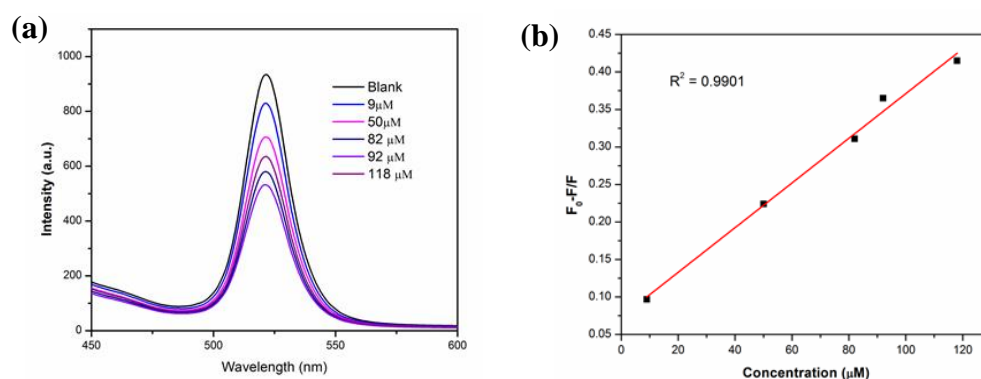 (a)
1000
800
600
400
200
0
Intensity (a.u.)
450
500
550
600
Wavelength (nm)
Blank
9μM
50μM
82 μM
92 μM
118 μM
(b)
0.45
0.40
0.35
0.30
0.25
0.20
0.15
0.10
0.05
F₀-F/F
R² = 0.9901
0
20
40
60
80
100
120
Concentration (μM)